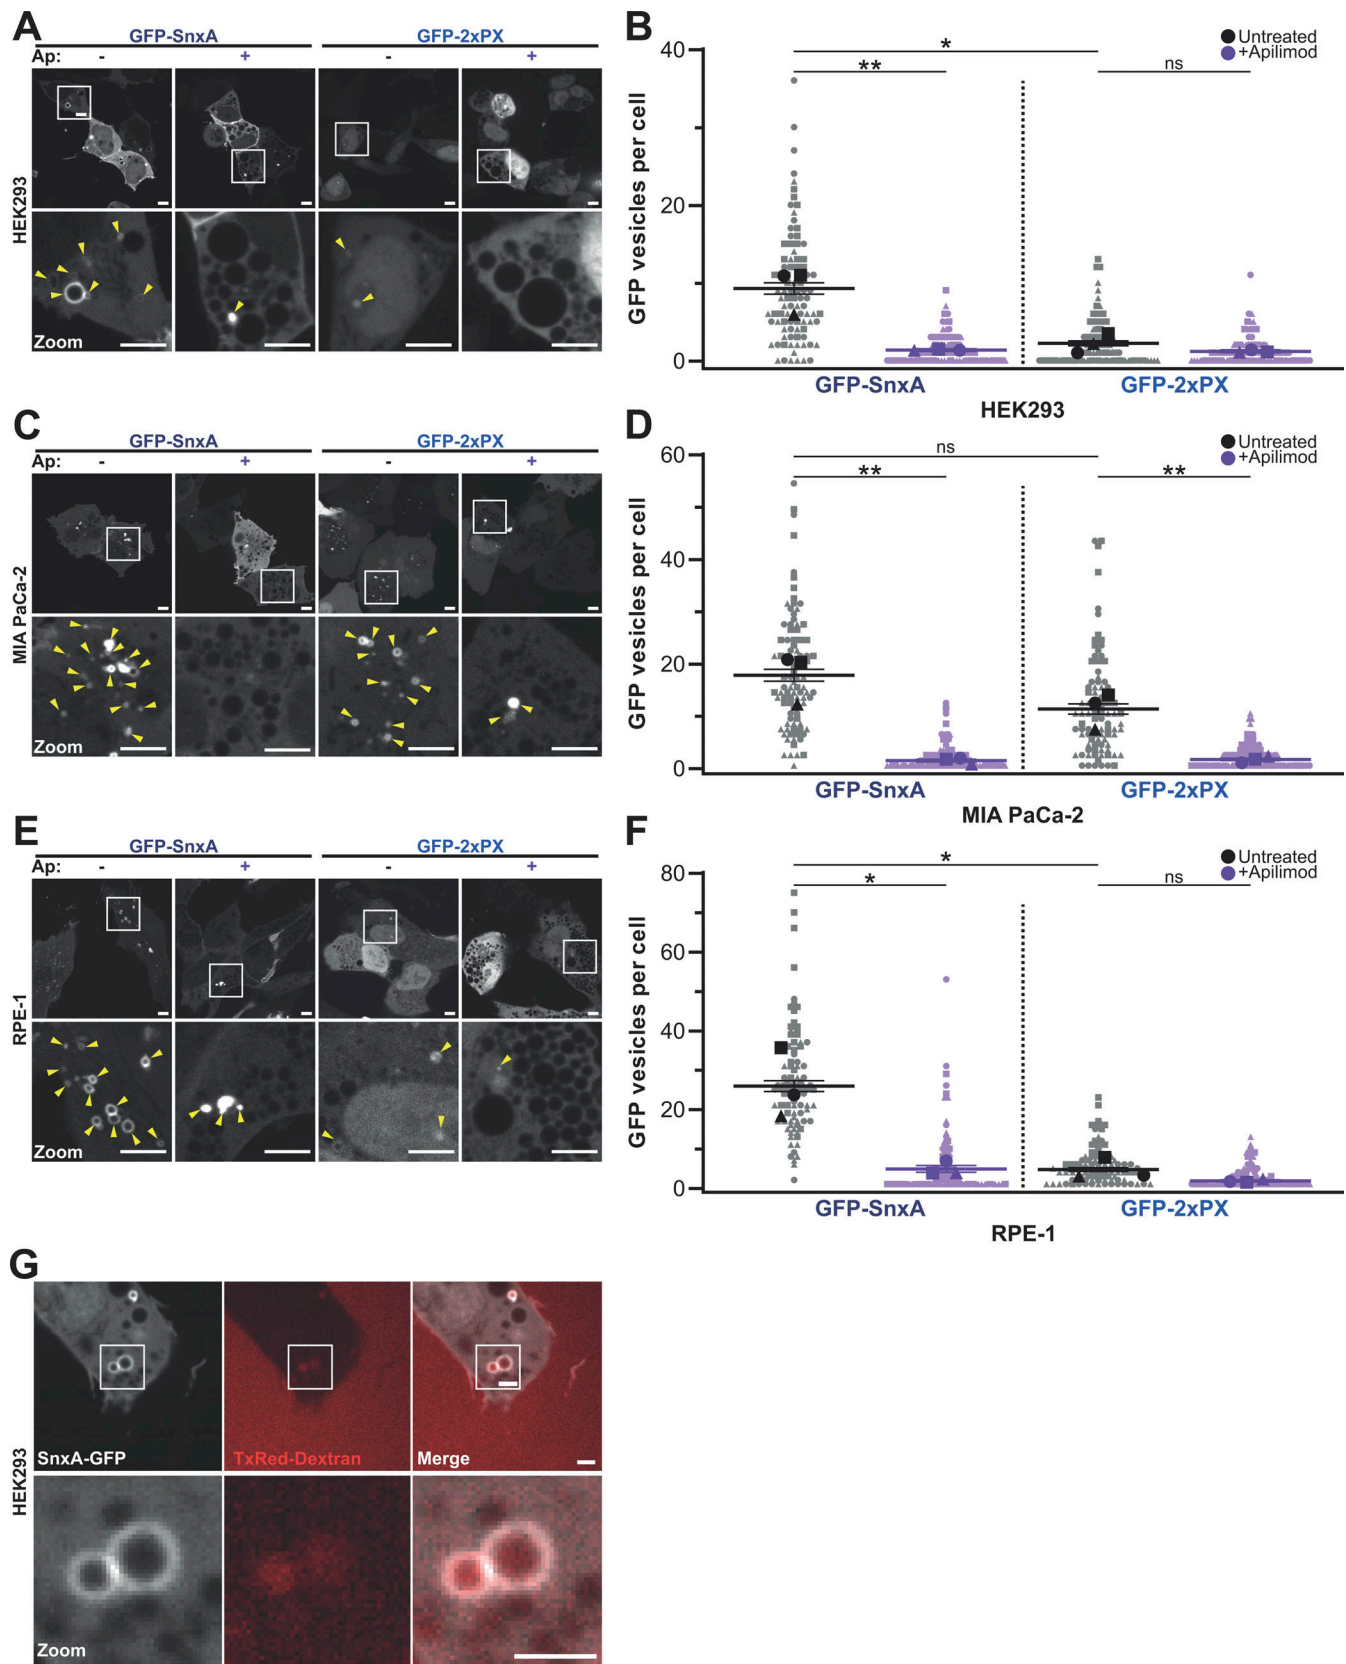 A
GFP-SnxA
GFP-2xPX
Ap:
-
+
-
+
HEK293
Zoom
B
Untreated
+Apilimod
*
**
ns
GFP vesicles per cell
40
20
0
GFP-SnxA
GFP-2xPX
HEK293
C
GFP-SnxA
GFP-2xPX
Ap:
-
+
-
+
MIA PaCa-2
Zoom
D
Untreated
+Apilimod
ns
**
**
GFP vesicles per cell
60
40
20
0
GFP-SnxA
GFP-2xPX
MIA PaCa-2
E
GFP-SnxA
GFP-2xPX
Ap:
-
+
-
+
RPE-1
Zoom
F
Untreated
+Apilimod
*
*
ns
GFP vesicles per cell
80
60
40
20
0
GFP-SnxA
GFP-2xPX
RPE-1
G
HEK293
SnxA-GFP
TxRed-Dextran
Merge
Zoom